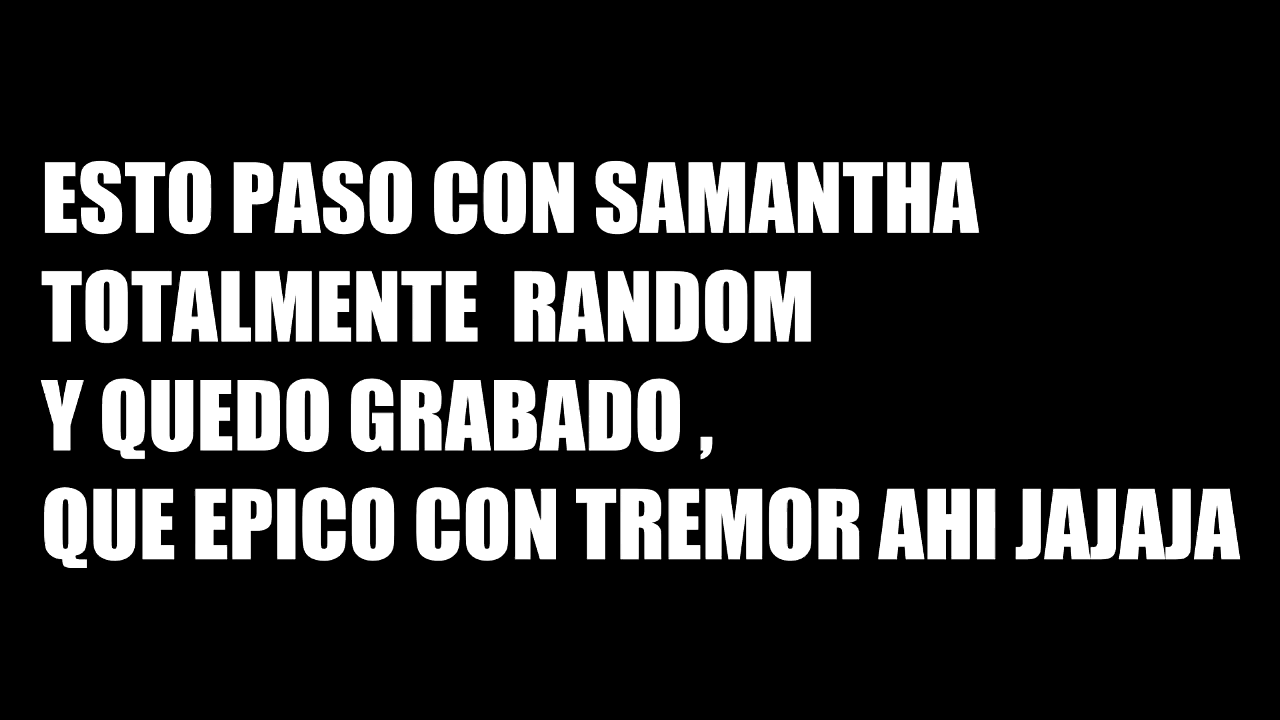 ESTO PASO CON SAMANTHA
TOTALMENTE  RANDOM
Y QUEDO GRABADO ,
QUE EPICO CON TREMOR AHI JAJAJA